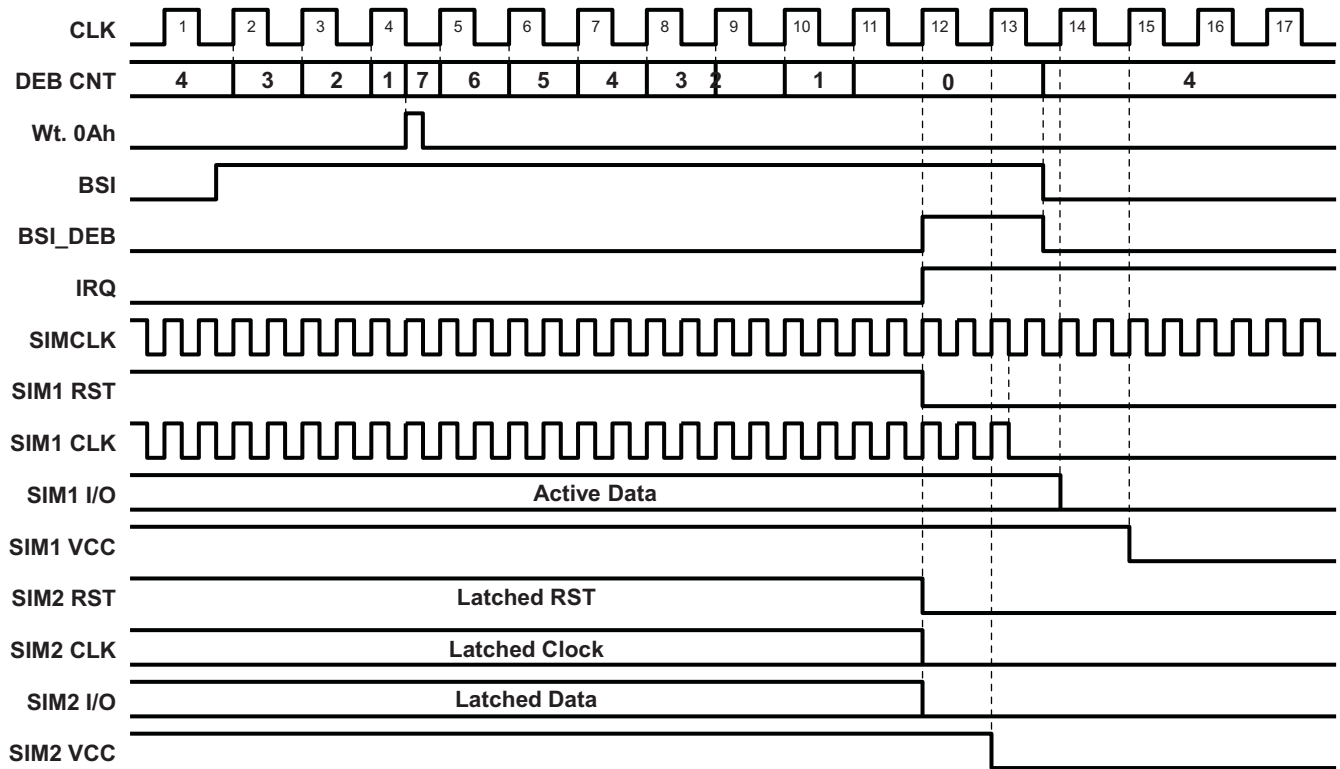 CLK 1 2 3 4 5 6 7 8 9 10 11 12 13 14 15 16 17
DEB CNT 4 3 2 1 7 6 5 4 3 2 1 0 4
Wt. 0Ah
BSI
BSI_DEB
IRQ
SIMCLK
SIM1 RST
SIM1 CLK
SIM1 I/O Active Data
SIM1 VCC
SIM2 RST Latched RST
SIM2 CLK Latched Clock
SIM2 I/O Latched Data
SIM2 VCC